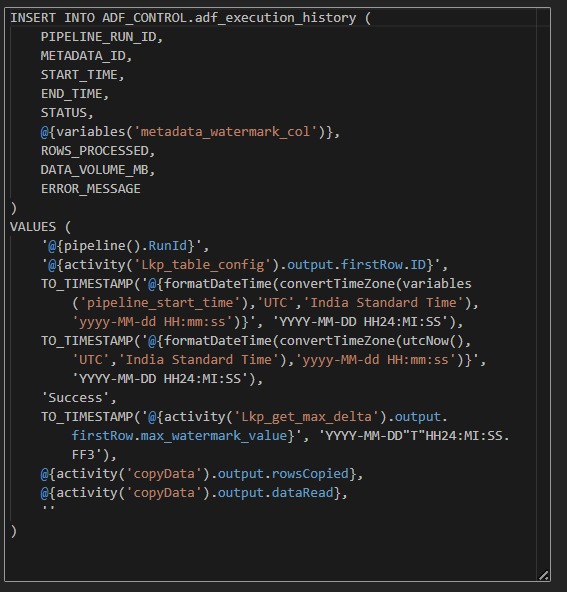 INSERT INTO ADF_CONTROL.adf_execution_history (
PIPELINE_RUN_ID,
METADATA_ID,
START_TIME,
END_TIME,
STATUS,
@{variables('metadata_watermark_col')},
ROWS_PROCESSED,
DATA_VOLUME_MB,
ERROR_MESSAGE
)
VALUES (
'@{pipeline().RunId}',
'@{activity('Lkp_table_config').output.firstRow.ID}',
TO_TIMESTAMP('@{formatDateTime(convertTimeZone(variables
('pipeline_start_time'),'UTC','India Standard Time'),
'yyyy-MM-dd HH:mm:ss')}', 'YYYY-MM-DD HH24:MI:SS'),
TO_TIMESTAMP('@{formatDateTime(convertTimeZone(utcNow(),
'UTC','India Standard Time'),'yyyy-MM-dd HH:mm:ss')}',
'YYYY-MM-DD HH24:MI:SS'),
'Success',
TO_TIMESTAMP('@{activity('Lkp_get_max_delta').output.
firstRow.max_watermark_value}', 'YYYY-MM-DD"T"HH24:MI:SS.
FF3'),
@{activity('copyData').output.rowsCopied},
@{activity('copyData').output.dataRead},
''
)